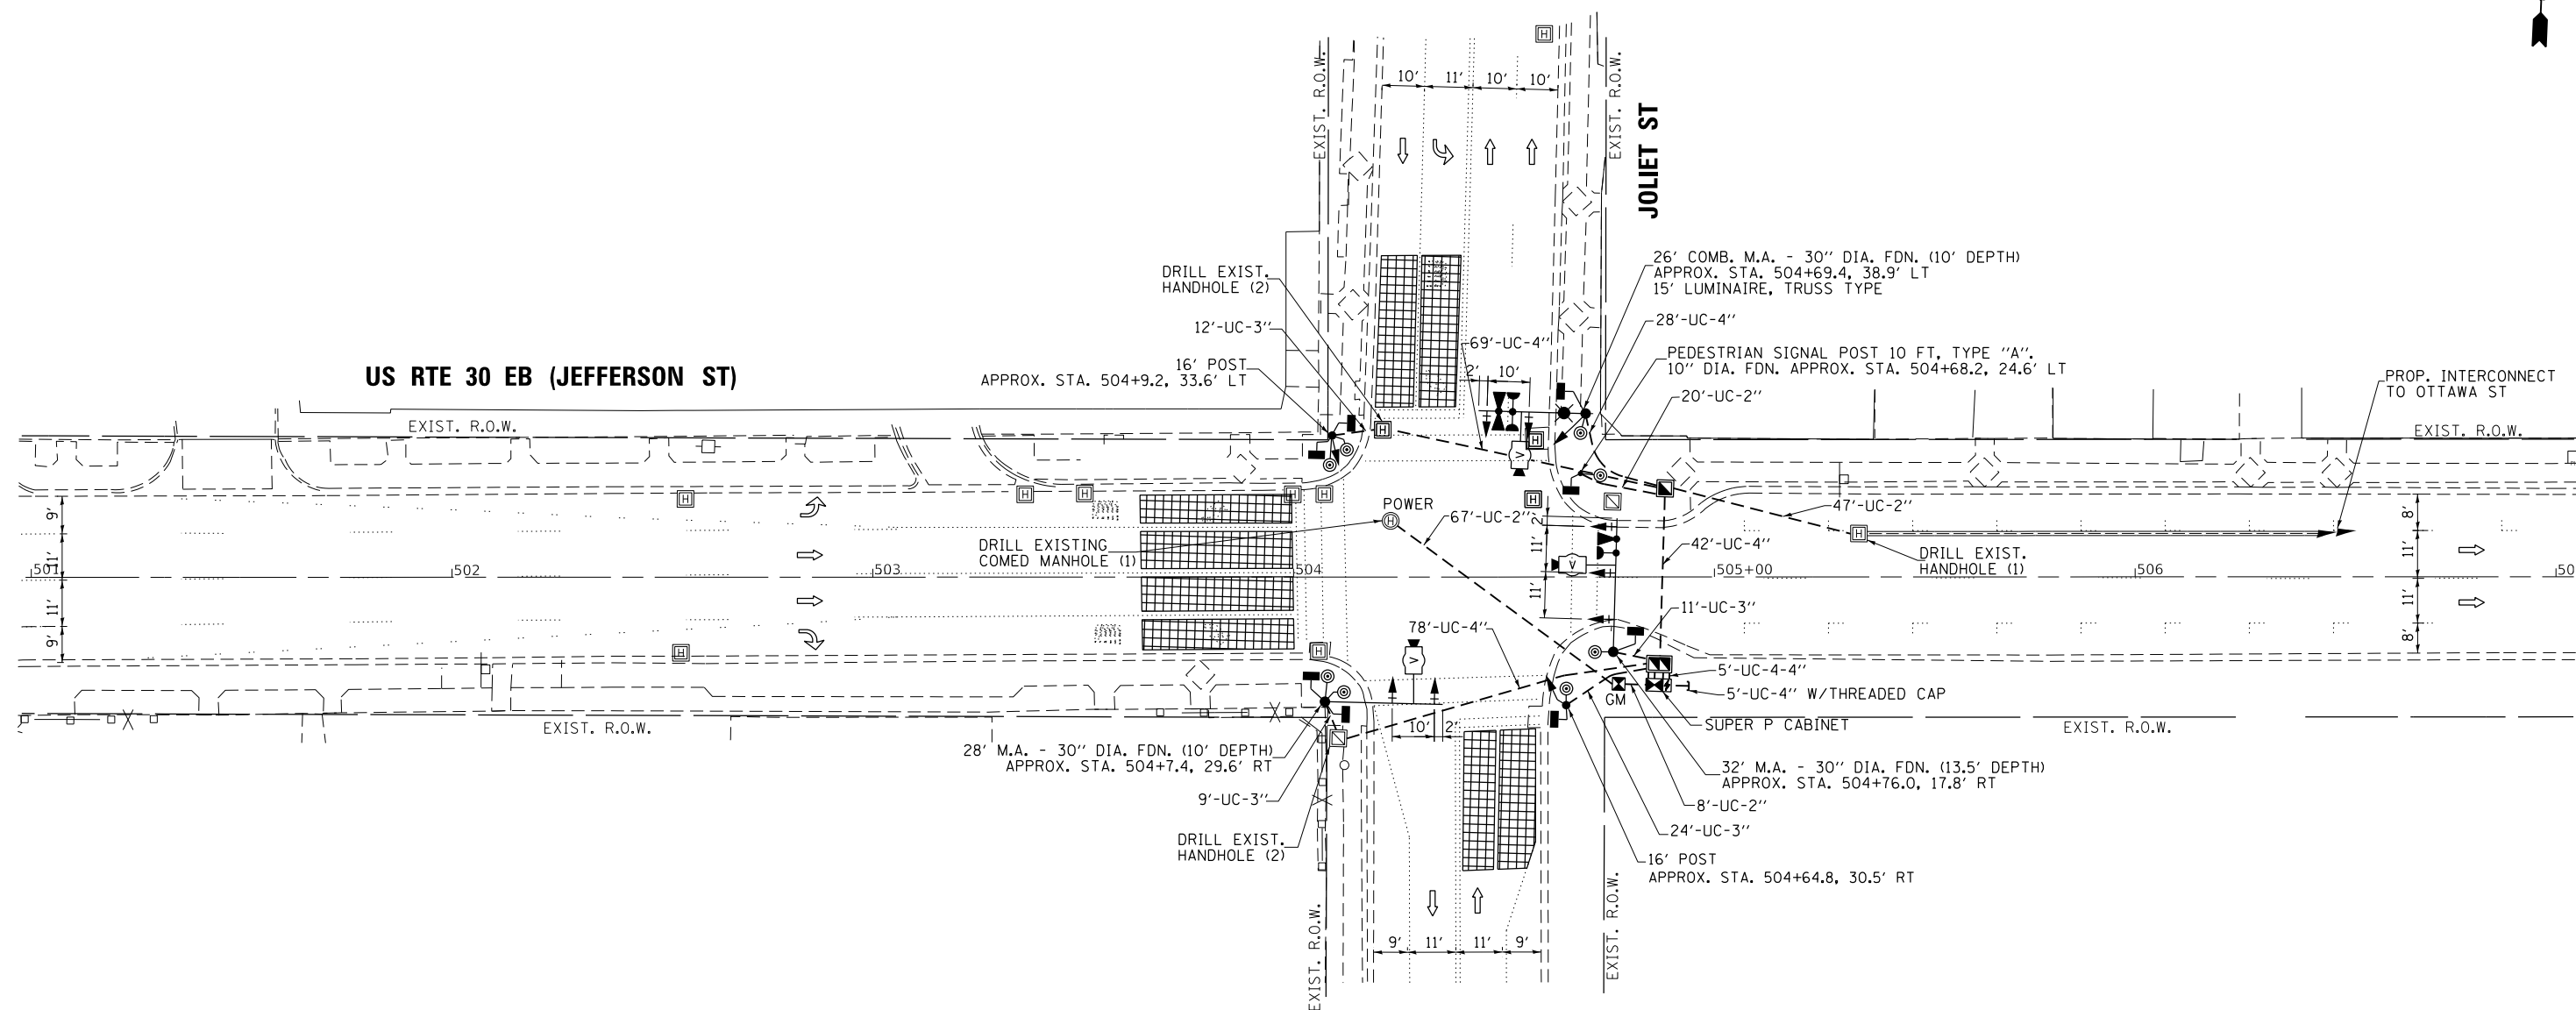 H
EXIST. R.O.W.
EXIST. R.O.W.
10' 11' 10' 10'
JOLIET ST
DRILL EXIST.
HANDHOLE (2)
26' COMB. M.A. - 30'' DIA. FDN. (10' DEPTH)
APPROX. STA. 504+69.4, 38.9' LT
15' LUMINAIRE, TRUSS TYPE
12'-UC-3''
28'-UC-4''
69'-UC-4''
16' POST
APPROX. STA. 504+9.2, 33.6' LT
PEDESTRIAN SIGNAL POST 10 FT, TYPE "A".
10'' DIA. FDN. APPROX. STA. 504+68.2, 24.6' LT
2' 10'
US RTE 30 EB (JEFFERSON ST)
20'-UC-2''
PROP. INTERCONNECT
TO OTTAWA ST
EXIST. R.O.W.
EXIST. R.O.W.
H
H
V
H H H H H H
POWER
H
67'-UC-2''
47'-UC-2''
H
9'
11'
11'
9'
2'
11'
11'
V
8'
11'
11'
8'
DRILL EXISTING
COMED MANHOLE (1)
42'-UC-4''
DRILL EXIST.
HANDHOLE (1)
501
502
503
504
505+00
506
50
11'-UC-3''
78'-UC-4''
H
H
V
5'-UC-4-4''
5'-UC-4'' W/THREADED CAP
GM
SUPER P CABINET
EXIST. R.O.W.
EXIST. R.O.W.
10' 2'
28' M.A. - 30'' DIA. FDN. (10' DEPTH)
APPROX. STA. 504+7.4, 29.6' RT
32' M.A. - 30'' DIA. FDN. (13.5' DEPTH)
APPROX. STA. 504+76.0, 17.8' RT
9'-UC-3''
8'-UC-2''
24'-UC-3''
DRILL EXIST.
HANDHOLE (2)
16' POST
APPROX. STA. 504+64.8, 30.5' RT
EXIST. R.O.W.
EXIST. R.O.W.
9' 11' 11' 9'